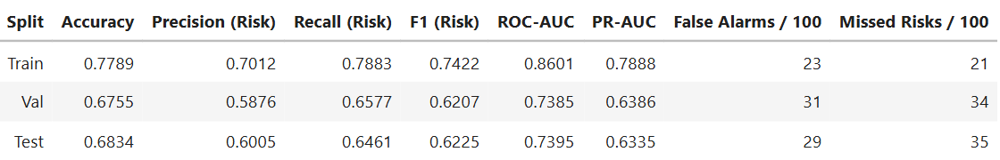 Split Accuracy Precision (Risk) Recall (Risk) F1 (Risk) ROC-AUC PR-AUC False Alarms / 100 Missed Risks / 100
Train 0.7789 0.7012 0.7883 0.7422 0.8601 0.7888 23 21
Val 0.6755 0.5876 0.6577 0.6207 0.7385 0.6386 31 34
Test 0.6834 0.6005 0.6461 0.6225 0.7395 0.6335 29 35